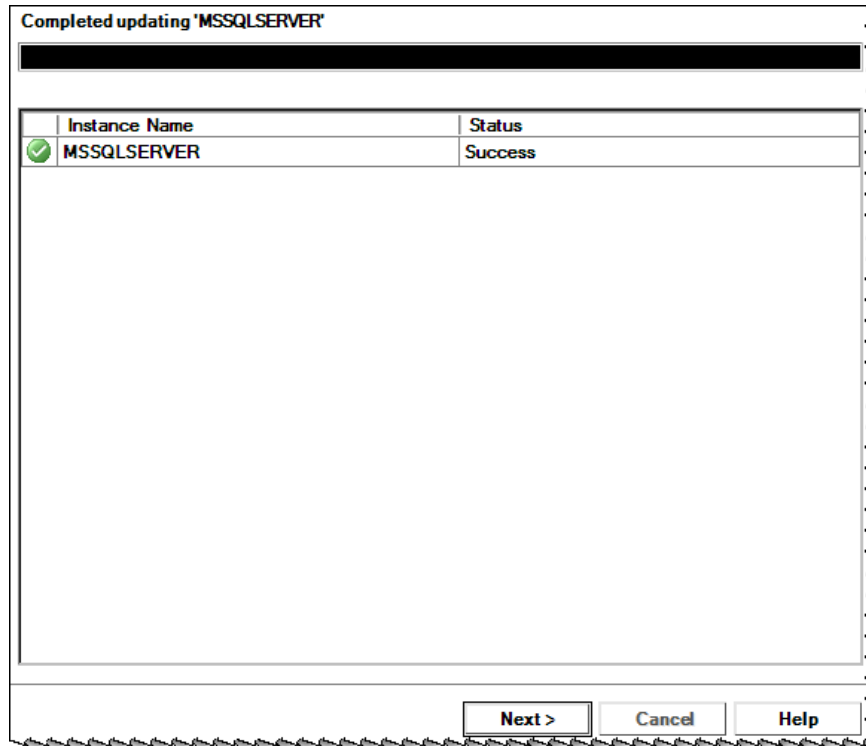 Completed updating 'MSSQLSERVER'
Instance Name Status
MSSQLSERVER Success
Next > Cancel Help